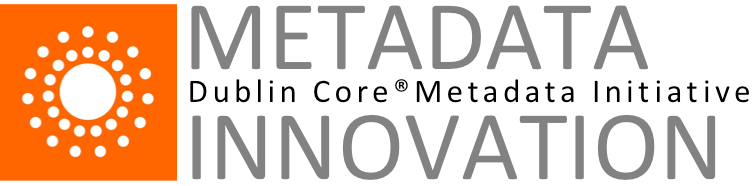 METADATA
Dublin Core®Metadata Initiative
INNOVATION